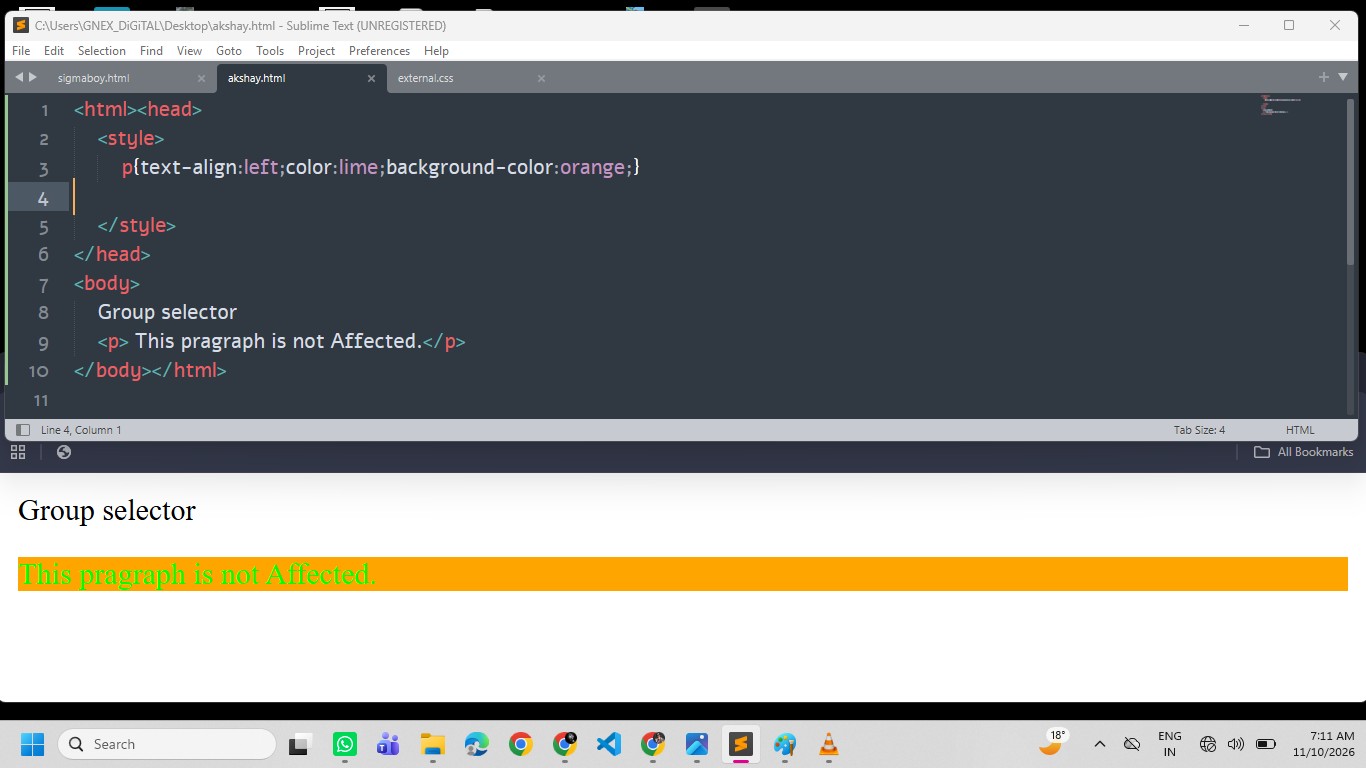 C:\Users\GNEX_DiGiTAL\Desktop\akshay.html - Sublime Text (UNREGISTERED)
File Edit Selection Find View Goto Tools Project Preferences Help
sigmaboy.html akshay.html external.css
1 <html><head>
2 <style>
3 p{text-align:left;color:lime;background-color:orange;}
4
5 </style>
6 </head>
7 <body>
8 Group selector
9 <p> This pragraph is not Affected.</p>
10 </body></html>
11
Line 4, Column 1 Tab Size: 4 HTML
All Bookmarks
Group selector
This pragraph is not Affected.
Search 18° ENG IN 7:11 AM
11/10/2026